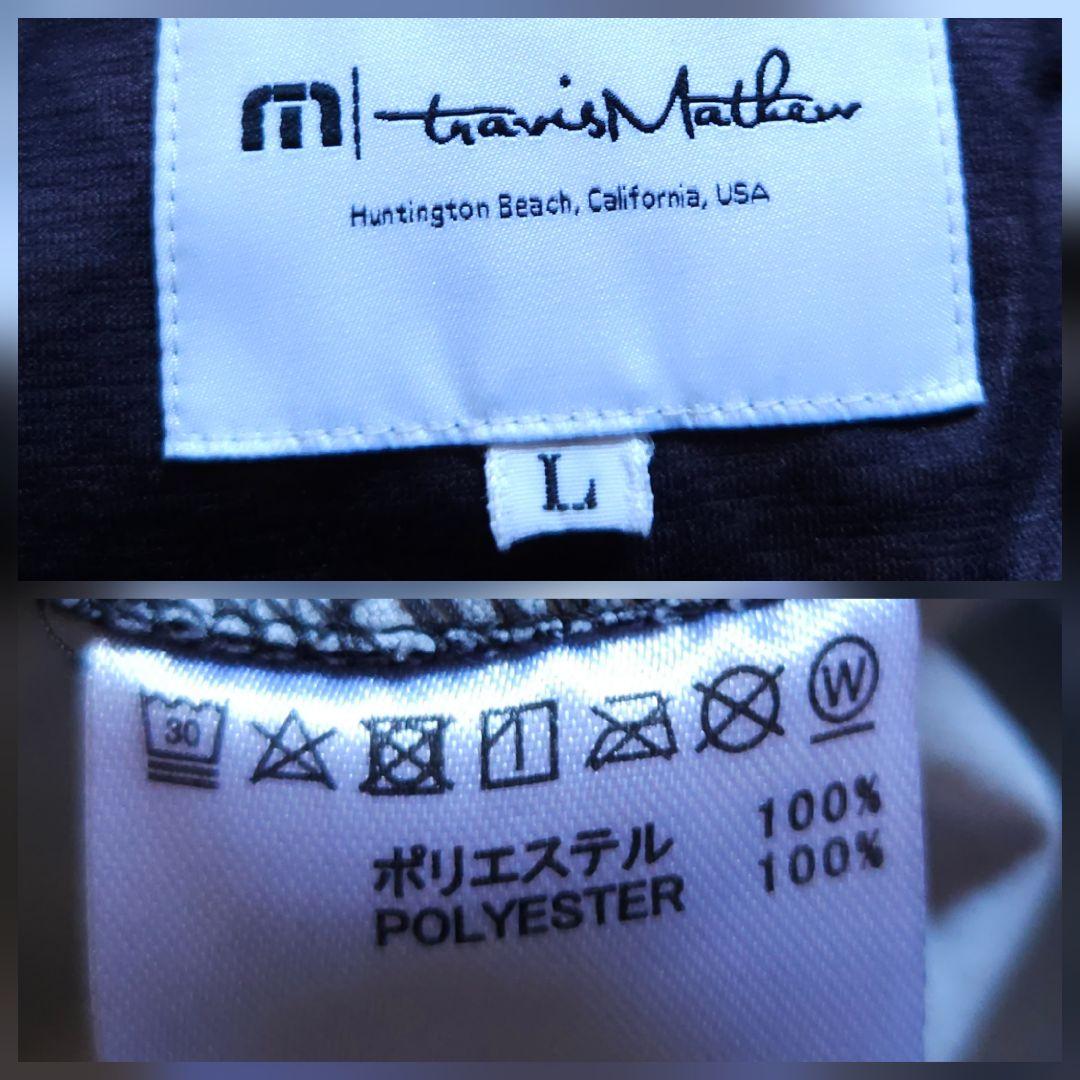 travisMathew
Huntington Beach, California, USA
L
30
W
ポリエステル 100%
POLYESTER 100%